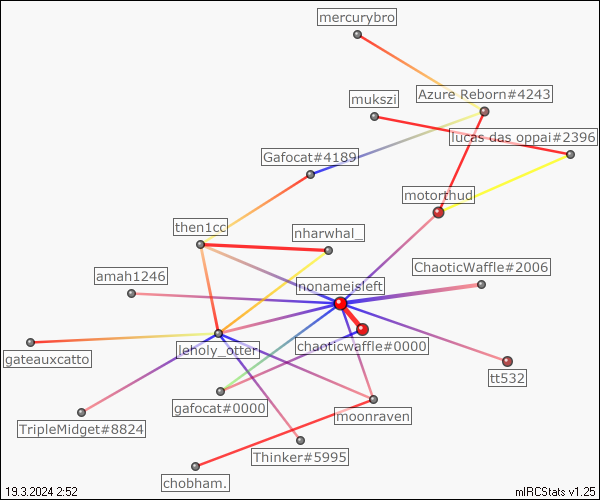 mercurybro
Azure Reborn#4243
mukszi
lucas das oppai#2396
Gafocat#4189
motorthud
then1cc
nharwhal_
ChaoticWaffle#2006
amah1246
nonameisleft
chaoticwaffle#0000
leholy_otter
gateauxcatto
tt532
gafocat#0000
moonraven
TripleMidget#8824
Thinker#5995
chobham.
19.3.2024 2:52
mIRCStats v1.25